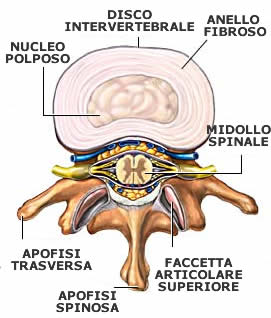 DISCO
INTERVERTEBRALE
ANELLO
FIBROSO
NUCLEO
POLPOSO
MIDOLLO
SPINALE
APOFISI
TRASVERSA
FACCETTA
ARTICOLARE
SUPERIORE
APOFISI
SPINOSA